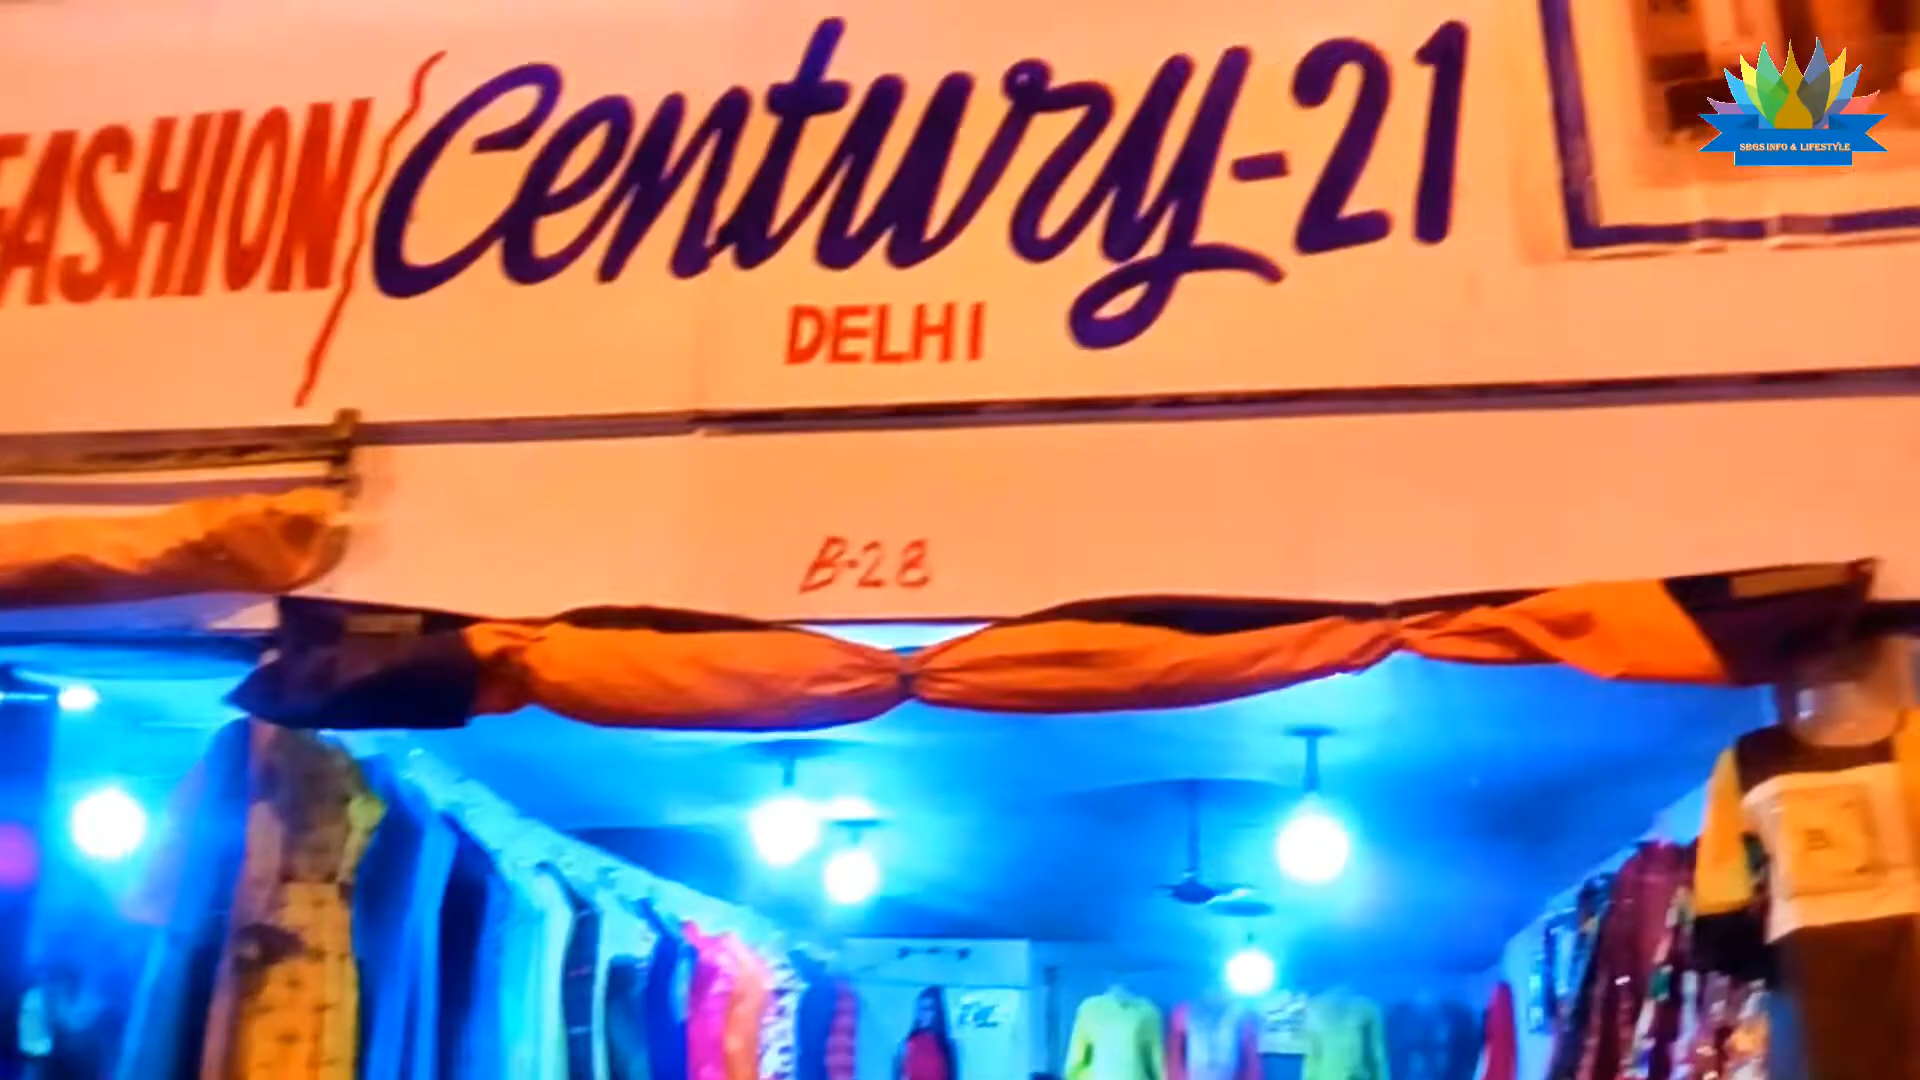 FASHION
Century-21
DELHI
B-28
SBGS INFO & LIFESTYLE